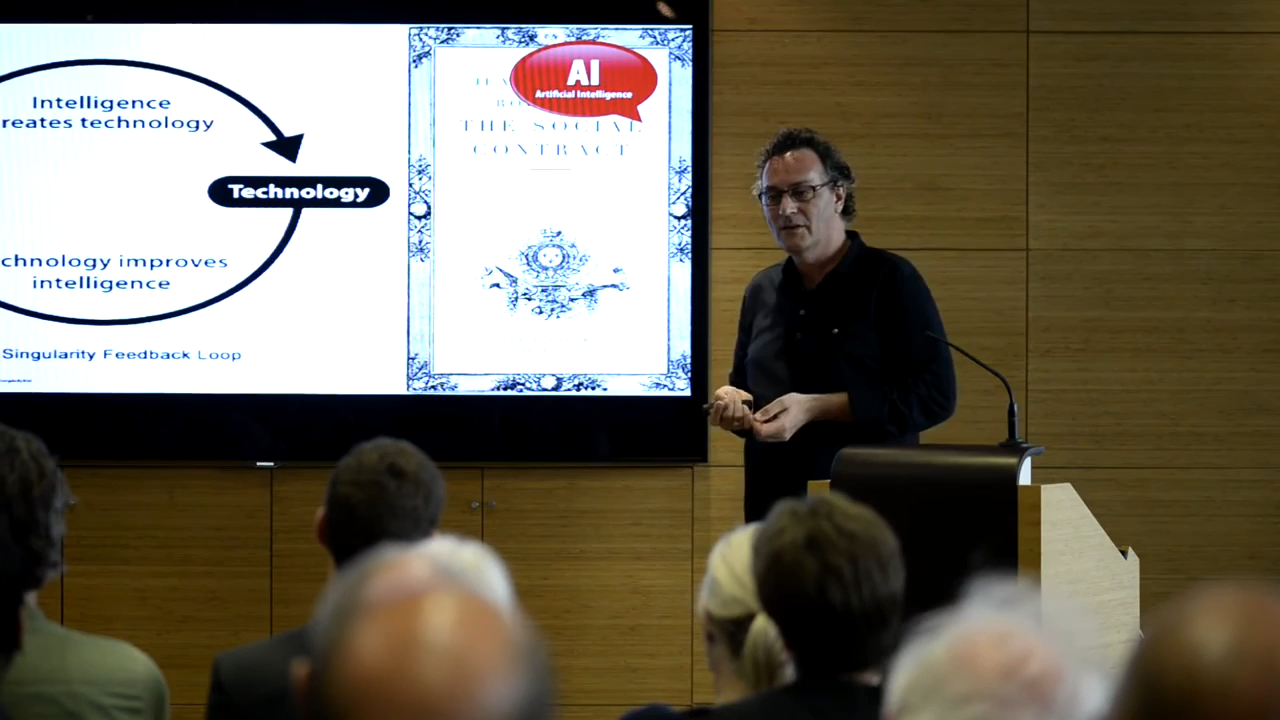 Intelligence
reates technology
Technology
chnology improves
intelligence
Singularity Feedback Loop
AI
Artificial Intelligence
THE SOCIAL
CONTRACT